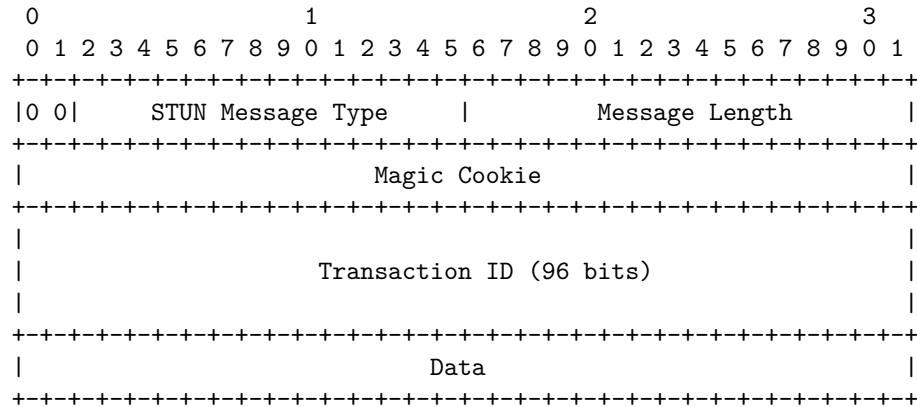 0                   1                   2                   3
 0 1 2 3 4 5 6 7 8 9 0 1 2 3 4 5 6 7 8 9 0 1 2 3 4 5 6 7 8 9 0 1
+-+-+-+-+-+-+-+-+-+-+-+-+-+-+-+-+-+-+-+-+-+-+-+-+-+-+-+-+-+-+-+-+
|0 0|     STUN Message Type     |         Message Length        |
+-+-+-+-+-+-+-+-+-+-+-+-+-+-+-+-+-+-+-+-+-+-+-+-+-+-+-+-+-+-+-+-+
|                         Magic Cookie                          |
+-+-+-+-+-+-+-+-+-+-+-+-+-+-+-+-+-+-+-+-+-+-+-+-+-+-+-+-+-+-+-+-+
|                                                               |
|                     Transaction ID (96 bits)                  |
|                                                               |
+-+-+-+-+-+-+-+-+-+-+-+-+-+-+-+-+-+-+-+-+-+-+-+-+-+-+-+-+-+-+-+-+
|                             Data                              |
+-+-+-+-+-+-+-+-+-+-+-+-+-+-+-+-+-+-+-+-+-+-+-+-+-+-+-+-+-+-+-+-+